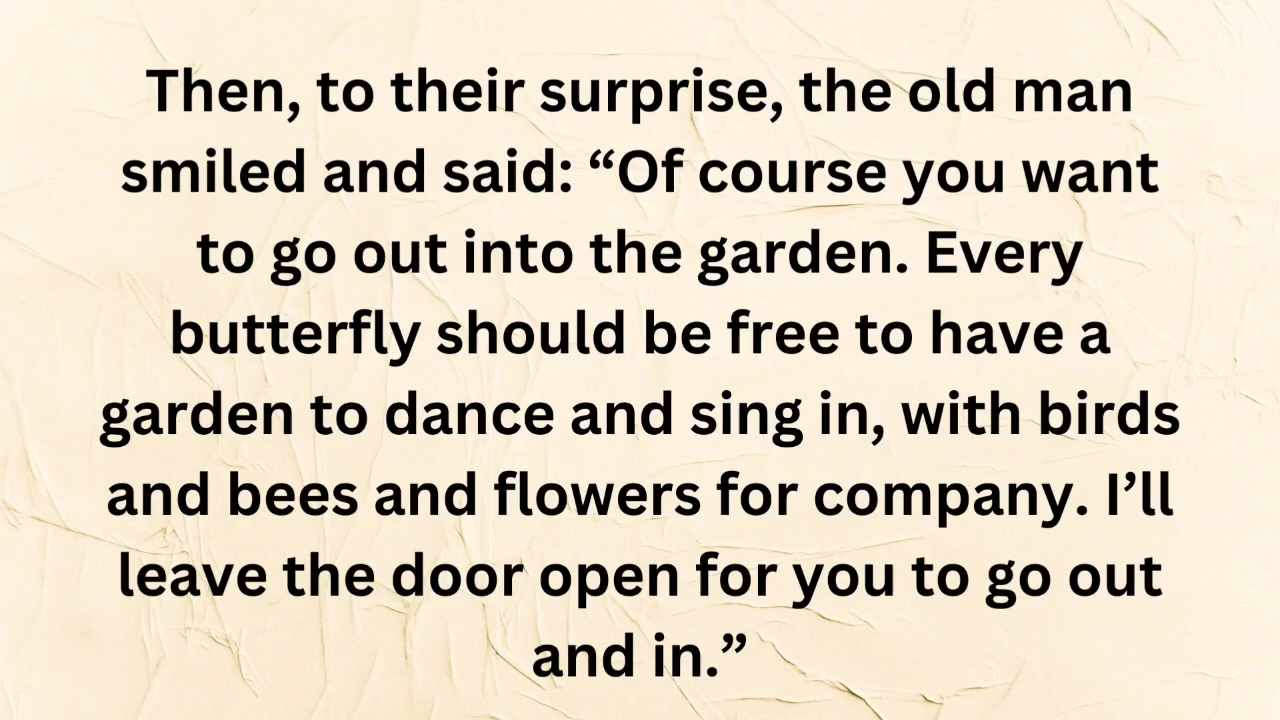 Then, to their surprise, the old man
smiled and said: “Of course you want
to go out into the garden. Every
butterfly should be free to have a
garden to dance and sing in, with birds
and bees and flowers for company. I’ll
leave the door open for you to go out
and in.”